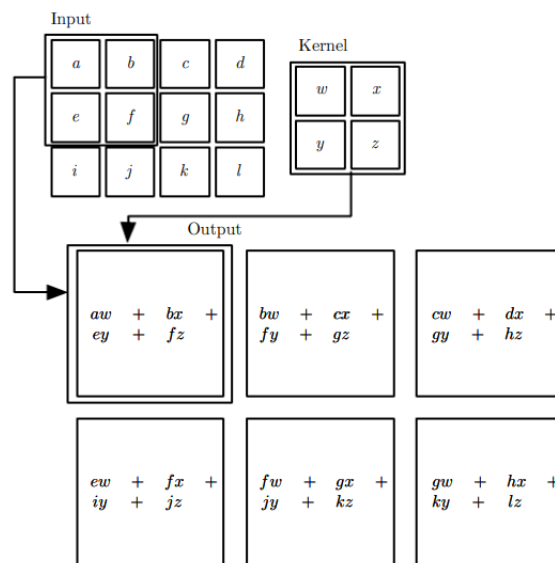 Input
Kernel
a b c d
e f g h
i j k l
w x
y z
Output
aw + bx +
ey + fz
bw + cx +
fy + gz
cw + dx +
gy + hz
ew + fx +
iy + jz
fw + gx +
jy + kz
gw + hx +
ky + lz